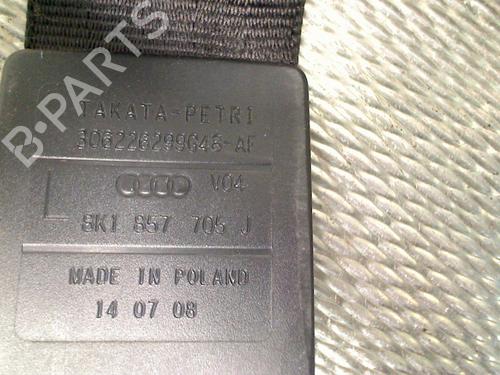 TAKATA-PETRI
306226299048-AF
V04
L
8K1 857 705 J
MADE IN POLAND
14 07 08
B-PARTS